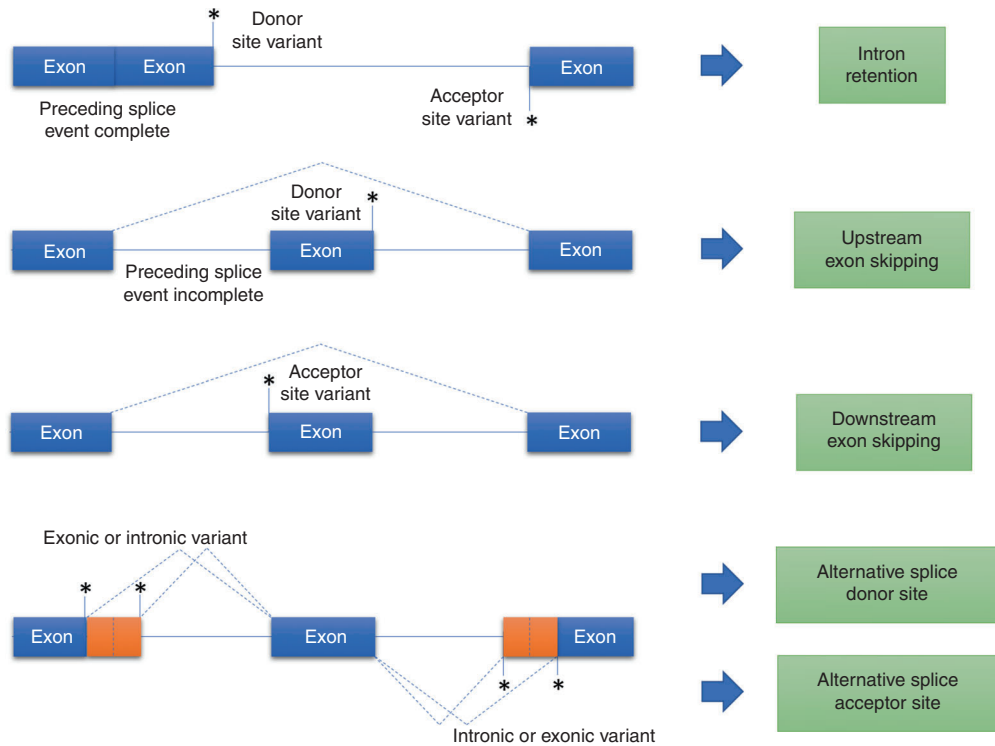 *
Donor
site variant
Exon
Exon
Exon
Preceding splice
event complete
Acceptor
site variant
*
Intron
retention
Donor
site variant
*
Exon
Exon
Exon
Preceding splice
event incomplete
Upstream
exon skipping
*
Acceptor
site variant
Exon
Exon
Exon
Downstream
exon skipping
Exonic or intronic variant
*
*
Exon
Exon
Exon
*
*
Intronic or exonic variant
Alternative splice
donor site
Alternative splice
acceptor site